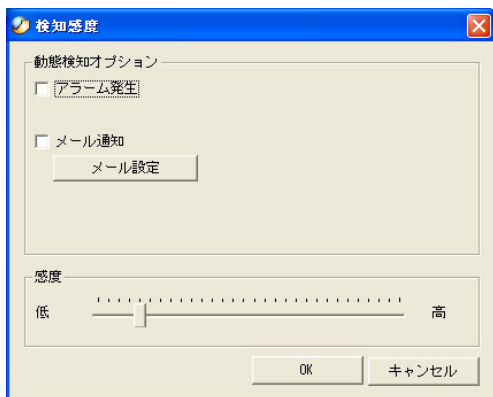 検知感度
動態検知オプション
アラーム発生
メール通知
メール設定
感度
低
高
OK
キャンセル